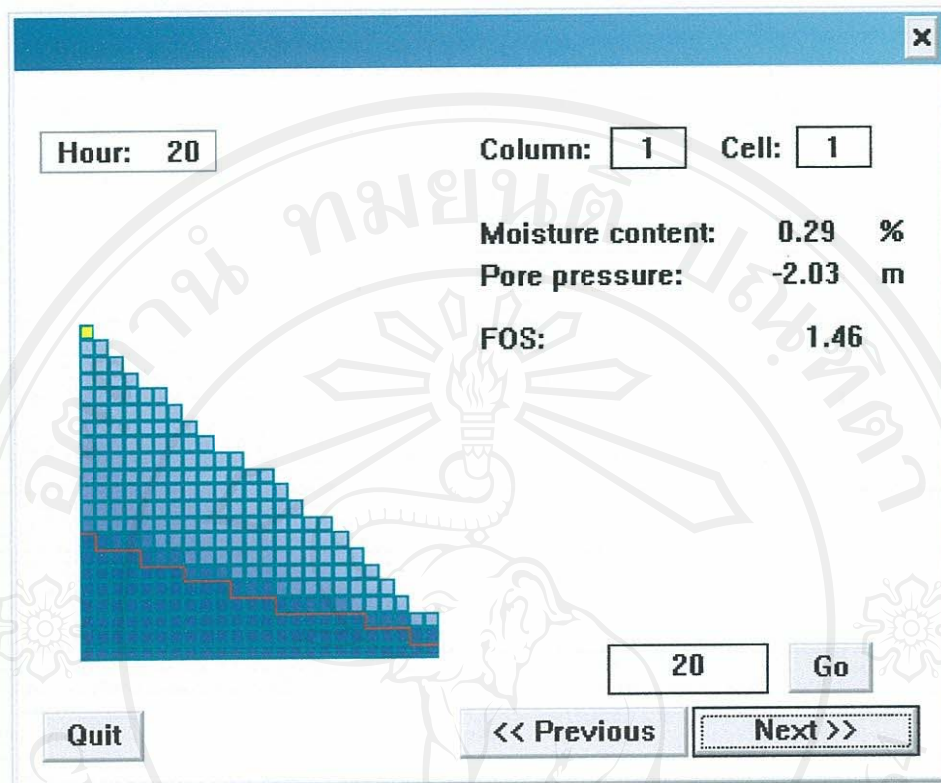 Hour: 20
Column: 1 Cell: 1
Moisture content: 0.29 %
Pore pressure: -2.03 m
FOS: 1.46
20 Go
Quit << Previous Next >>